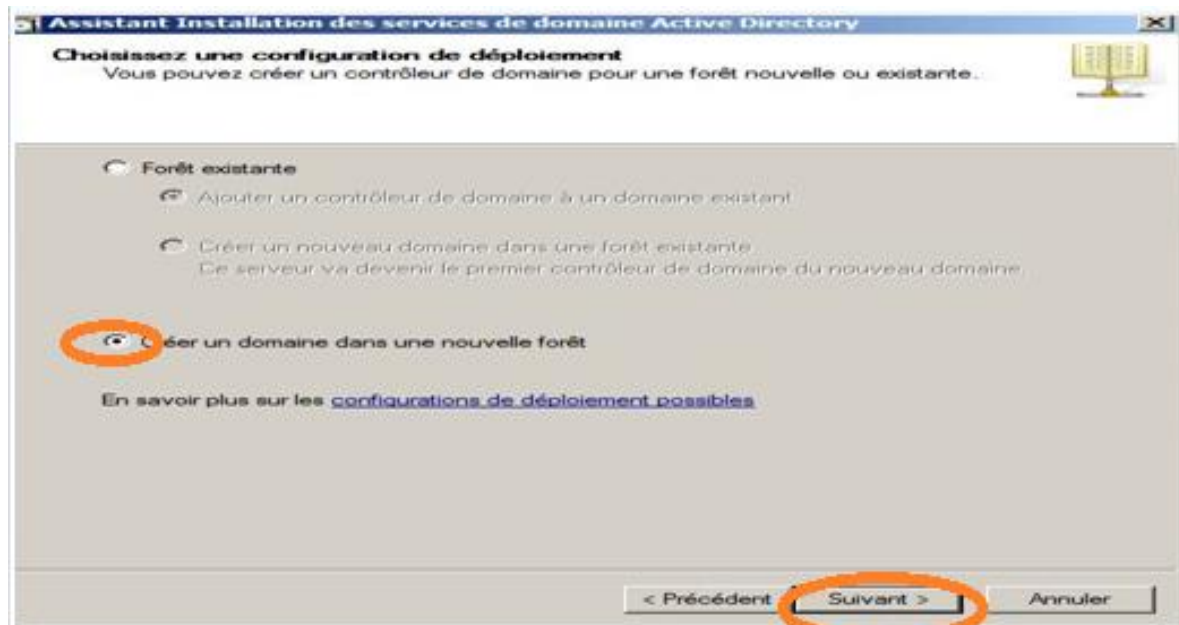 Assistant Installation des services de domaine Active Directory
Choisissez une configuration de déploiement
Vous pouvez créer un contrôleur de domaine pour une forêt nouvelle ou existante.
Forêt existante
Ajouter un contrôleur de domaine à un domaine existant
Créer un nouveau domaine dans une forêt existante
Ce serveur va devenir le premier contrôleur de domaine du nouveau domaine.
Créer un domaine dans une nouvelle forêt
En savoir plus sur les configurations de déploiement possibles
< Précédent
Suivant >
Annuler